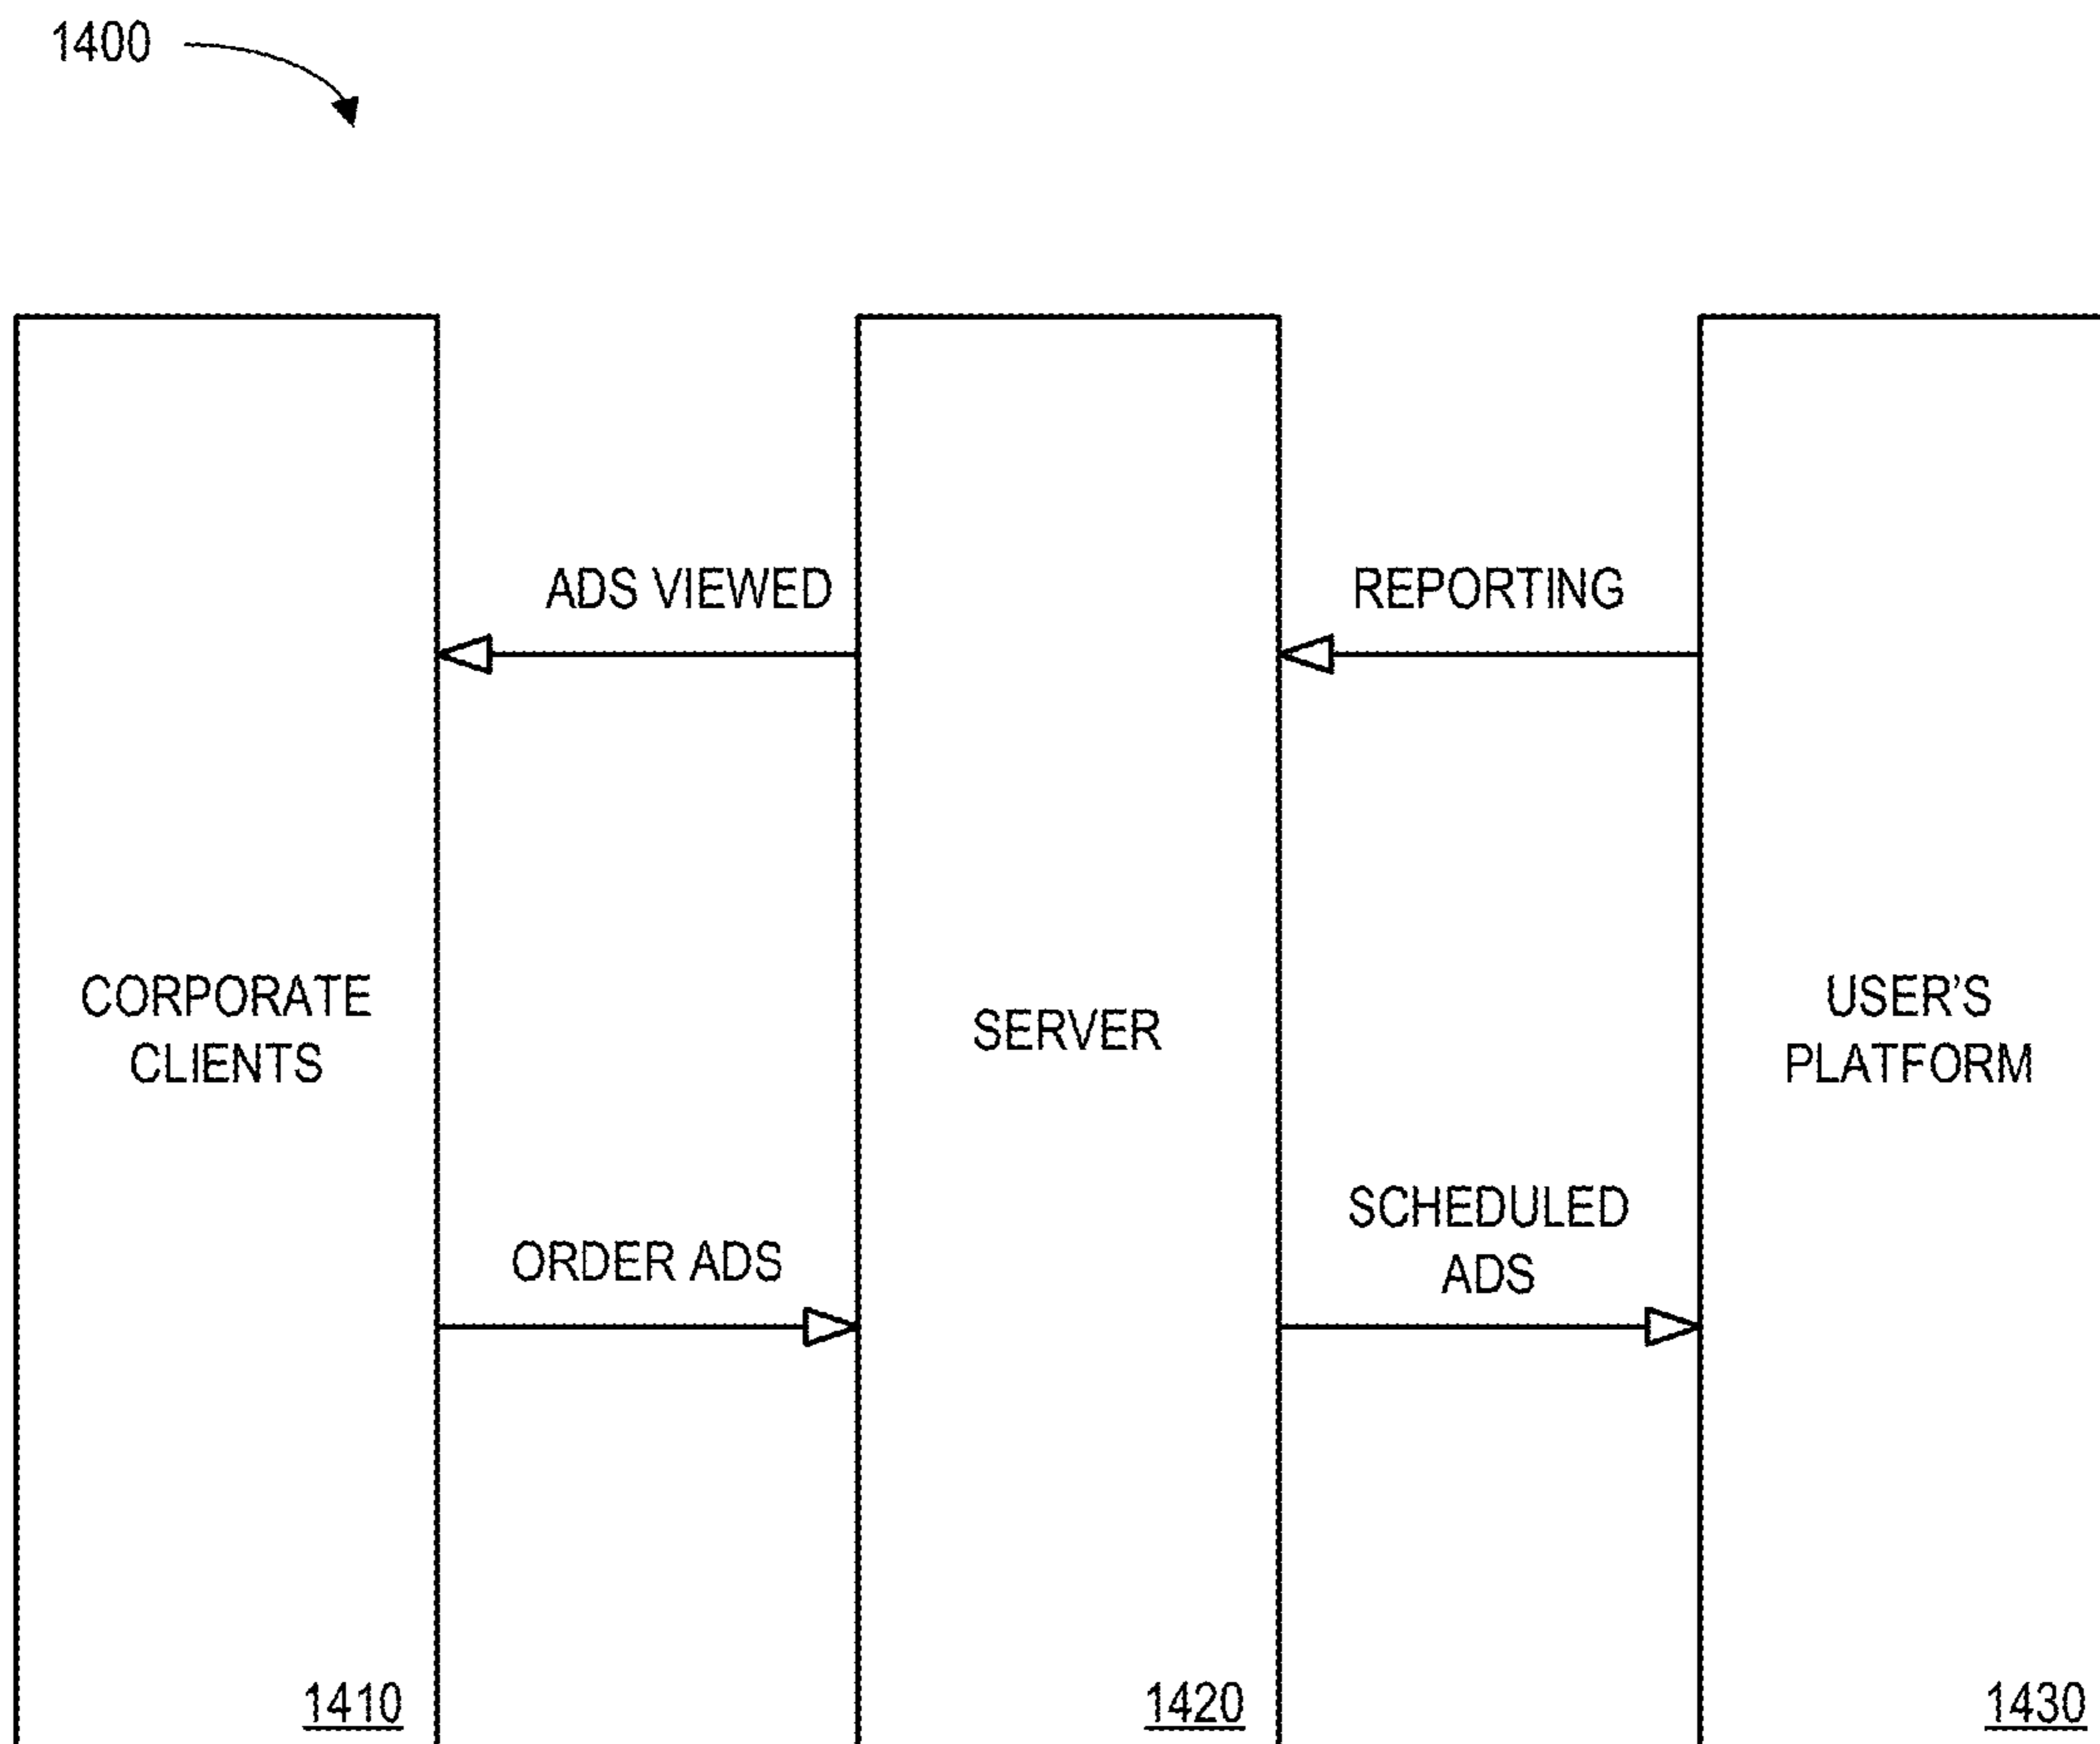 1400
ADS VIEWED
REPORTING
CORPORATE
CLIENTS
SERVER
USER'S
PLATFORM
ORDER ADS
SCHEDULED
ADS
1410
1420
1430